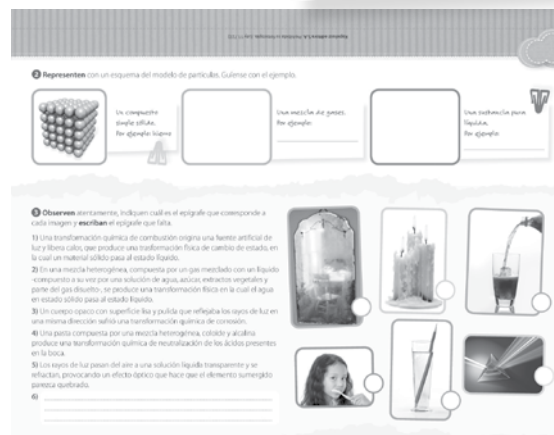 2 Representen con un esquema del modelo de partículas. Guíense con el ejemplo.
Un compuesto
simple sólido.
Por ejemplo: hierro
Una mezcla de gases.
Por ejemplo:
Una sustancia pura
líquida.
Por ejemplo:
3 Observen atentamente, indiquen cuál es el epígrafe que corresponde a
cada imagen y escriban el epígrafe que falta.
1) Una transformación química de combustión origina una fuente artificial de
luz y libera calor, que produce una trasformación física de cambio de estado, en
la cual un material sólido pasa al estado líquido.
2) En una mezcla heterogénea, compuesta por un gas mezclado con un líquido
-compuesto a su vez por una solución de agua, azúcar, extractos vegetales y
parte del gas disuelto-, se produce una transformación física en la cual el agua
en estado sólido pasa al estado líquido.
3) Un cuerpo opaco con superficie lisa y pulida que reflejaba los rayos de luz en
una misma dirección sufrió una transformación química de corrosión.
4) Una pasta compuesta por una mezcla heterogénea, coloide y alcalina
produce una transformación química de neutralización de los ácidos presentes
en la boca.
5) Los rayos de luz pasan del aire a una solución líquida transparente y se
refractan, provocando un efecto óptico que hace que el elemento sumergido
parezca quebrado.
6)